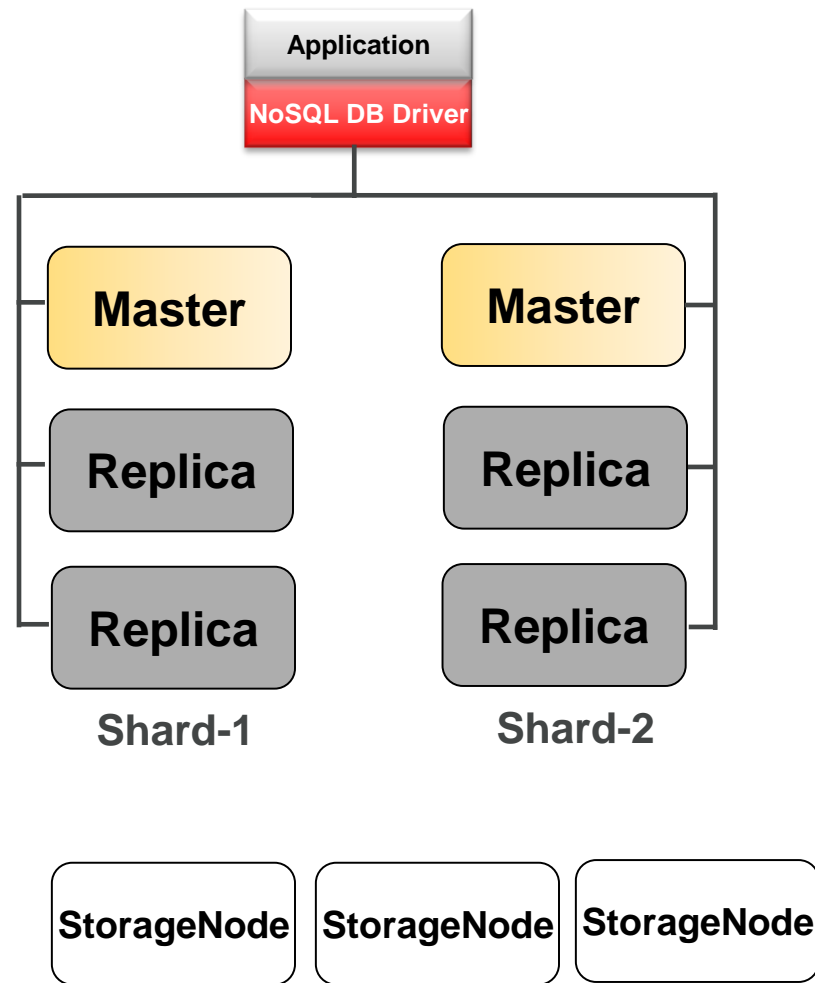 Application
NoSQL DB Driver
Master
Master
Replica
Replica
Replica
Replica
Shard-1
Shard-2
StorageNode
StorageNode
StorageNode